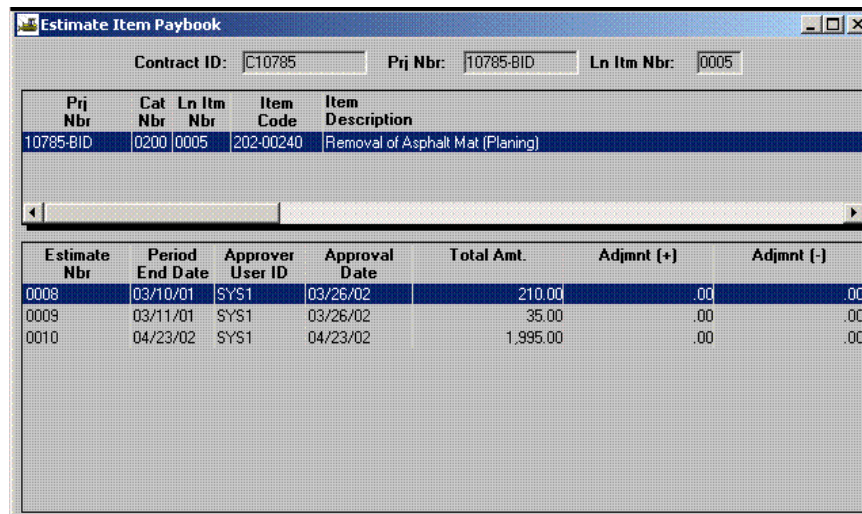 Estimate Item Paybook
Contract ID: C10785 Prj Nbr: 10785-BID Ln Itm Nbr: 0005
Prj Cat Ln Itm Item Item
Nbr Nbr Nbr Code Description
10785-BID 0200 0005 202-00240 Removal of Asphalt Mat (Planing)
Estimate Period Approver Approval Total Amt. Adjmnt (+) Adjmnt (-)
Nbr End Date User ID Date
0008 03/10/01 SYS1 03/26/02 210.00 .00 .00
0009 03/11/01 SYS1 03/26/02 35.00 .00 .00
0010 04/23/02 SYS1 04/23/02 1,995.00 .00 .00